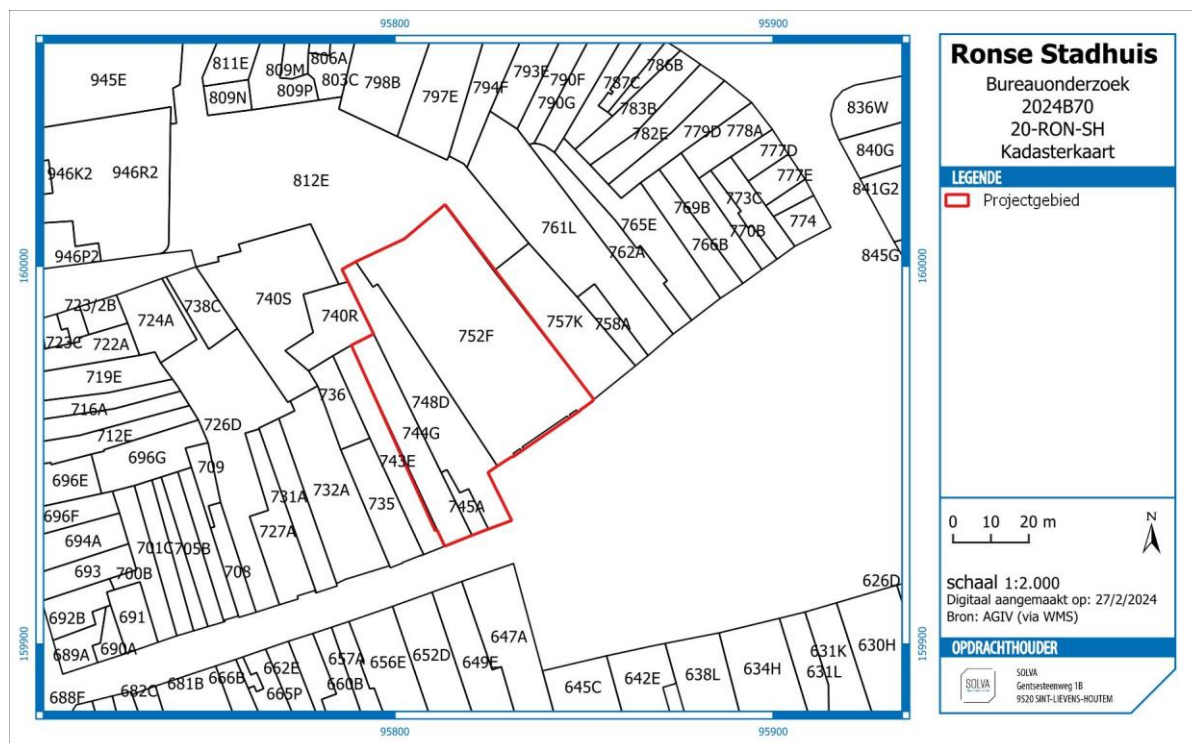 95800
95900
945E
811E
809M
806A
809N
809P
803C
798B
797E
794F
793E
790F
790G
787C
786B
783B
782E
779D
778A
777D
777E
774
773C
770B
769B
766B
765E
762A
761L
836W
840G
841G2
845G
946K2
946R2
812E
946P2
160000
160000
723/2B
724A
738C
740S
740R
723C
722A
719E
716A
712E
726D
696G
696E
709
696F
694A
693
700B
701C
705B
708
731A
727A
732A
736
735
743E
744G
748D
745A
752F
757K
758A
692B
691
690A
689A
159900
159900
688F
682C
681B
666B
662E
665P
657A
660B
656E
652D
649E
647A
645C
642E
638L
634H
631K
631L
630H
626D
95800
95900
Ronse Stadhuis
Bureauonderzoek
2024B70
20-RON-SH
Kadasterkaart
LEGENDE
Projectgebied
0 10 20 m
N
schaal 1:2.000
Digitaal aangemaakt op: 27/2/2024
Bron: AGIV (via WMS)
OPDRACHTHOUDER
SOLVA
SOLVA
Gentsesteenweg 1B
9520 SINT-LIEVENS-HOUTEM